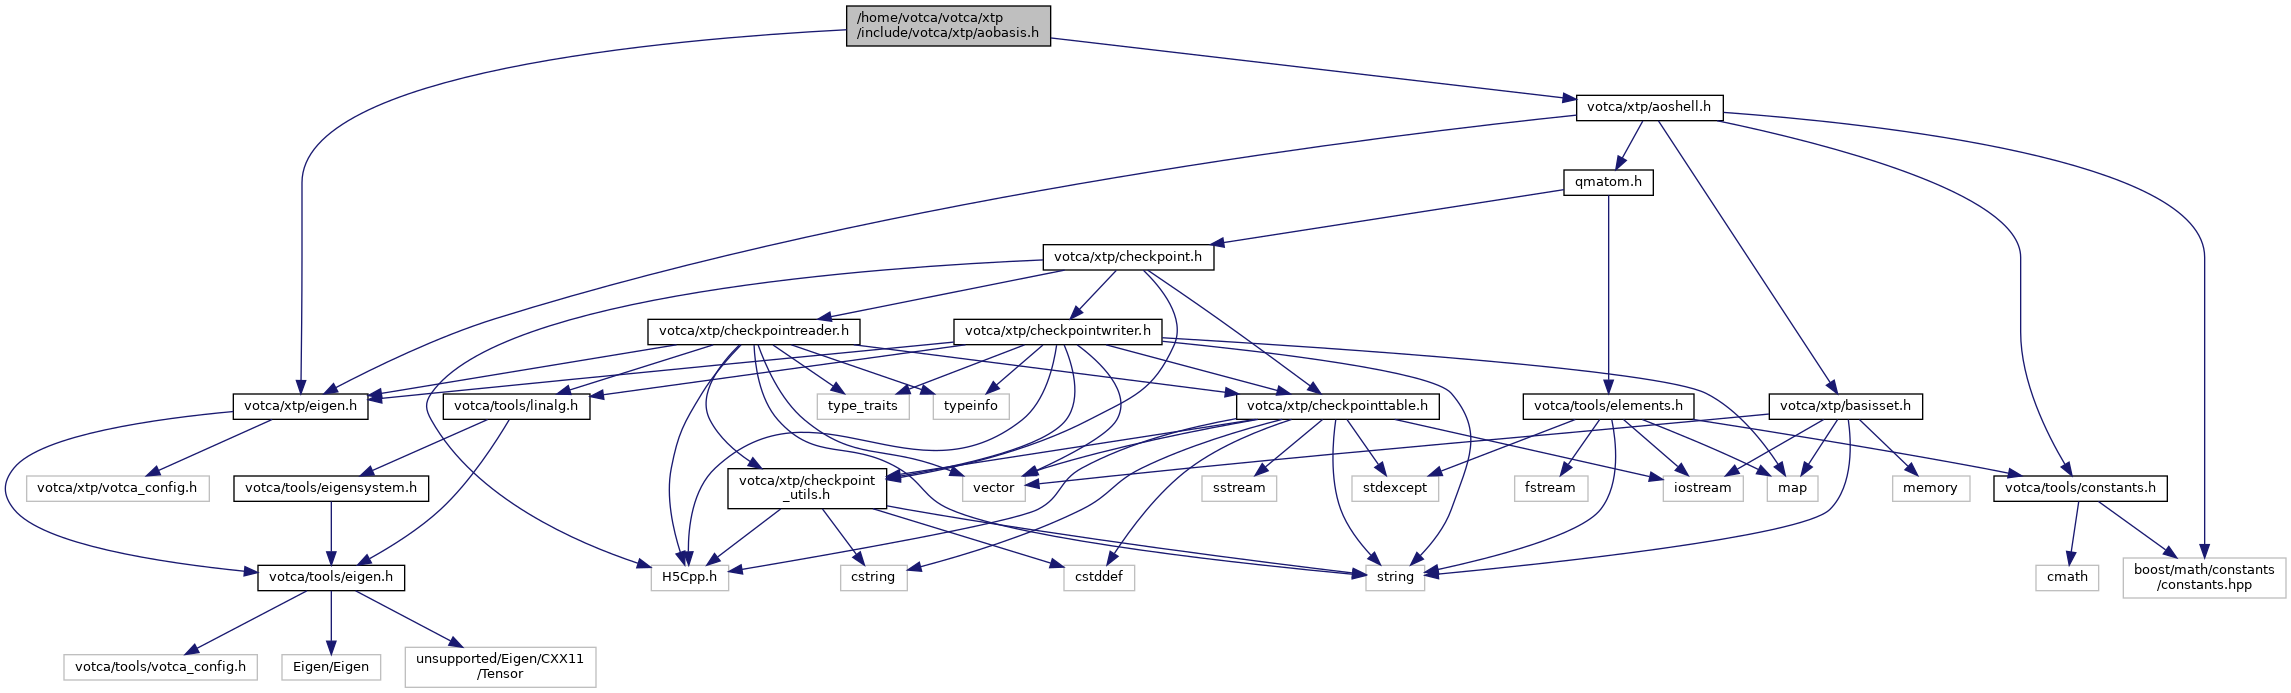 /home/votca/votca/xtp
/include/votca/xtp/aobasis.h
votca/xtp/aoshell.h
qmatom.h
votca/xtp/checkpoint.h
votca/xtp/checkpointreader.h
votca/xtp/checkpointwriter.h
votca/xtp/eigen.h
votca/tools/linalg.h
type_traits
typeinfo
votca/xtp/checkpointtable.h
votca/tools/elements.h
votca/xtp/basisset.h
votca/xtp/votca_config.h
votca/tools/eigensystem.h
votca/xtp/checkpoint
_utils.h
vector
sstream
stdexcept
fstream
iostream
map
memory
votca/tools/constants.h
votca/tools/eigen.h
H5Cpp.h
cstring
cstddef
string
cmath
boost/math/constants
/constants.hpp
votca/tools/votca_config.h
Eigen/Eigen
unsupported/Eigen/CXX11
/Tensor